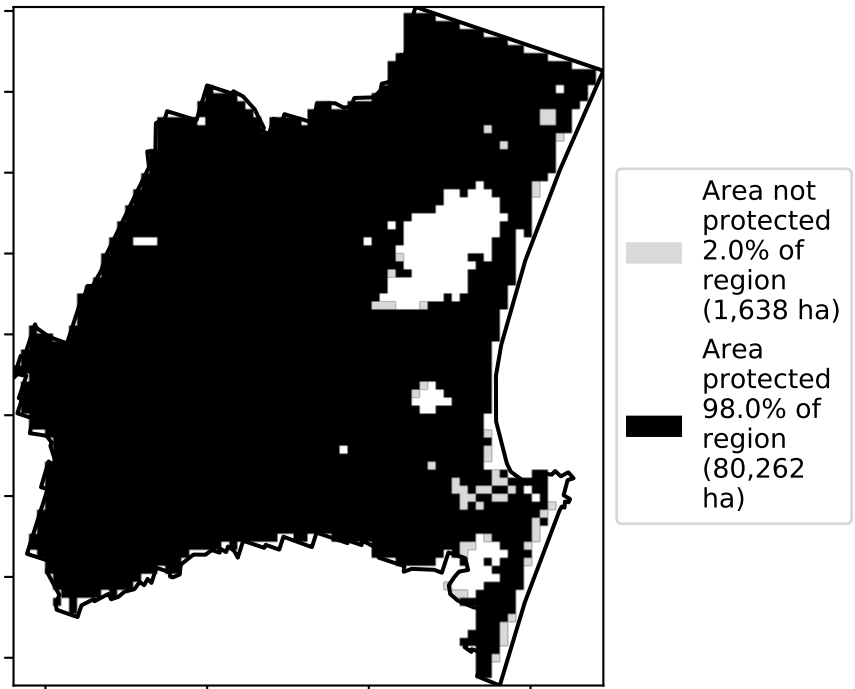 Area not
protected
2.0% of
region
(1,638 ha)
Area
protected
98.0% of
region
(80,262
ha)